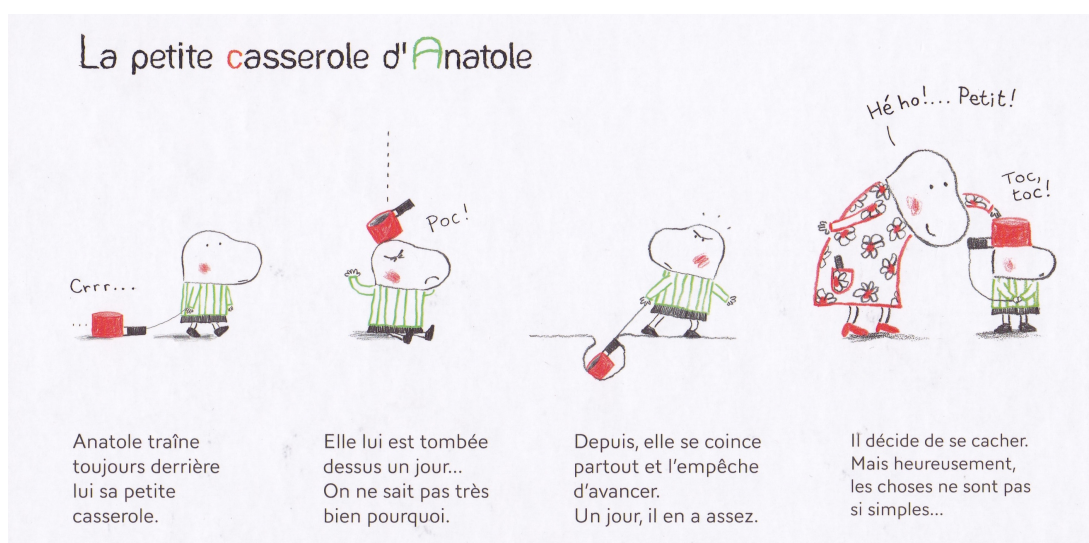 La petite casserole d'Anatole
Crrr...
...
Poc!
Hé ho!... Petit!
Toc,
toc!
Anatole traîne
toujours derrière
lui sa petite
casserole.
Elle lui est tombée
dessus un jour...
On ne sait pas très
bien pourquoi.
Depuis, elle se coince
partout et l'empêche
d'avancer.
Un jour, il en a assez.
Il décide de se cacher.
Mais heureusement,
les choses ne sont pas
si simples...